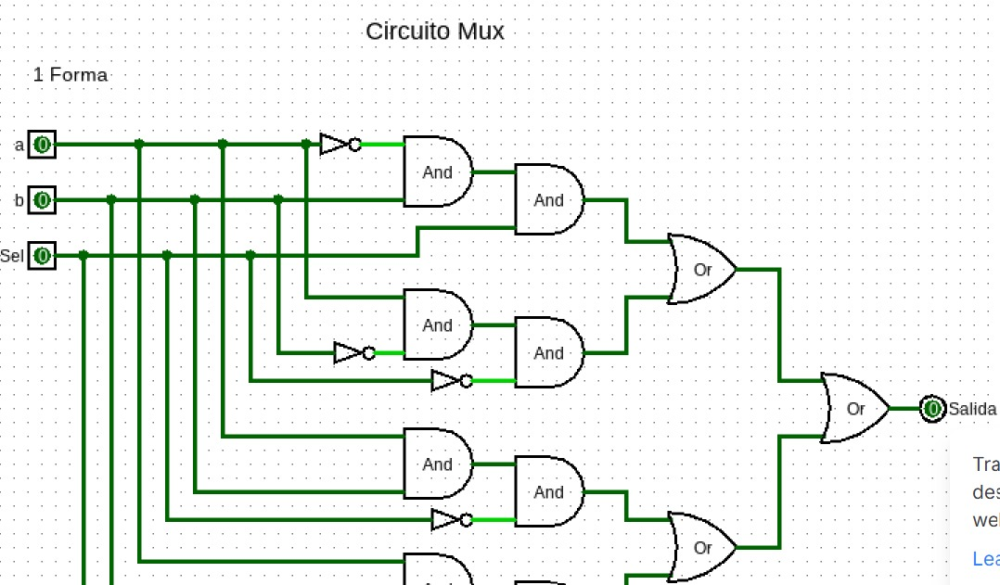 Circuito Mux
1 Forma
a 0
And
And
b 0
Sel 0
Or
And
And
Or
0 Salida
And
And
Or
Tra
des
we
Lea